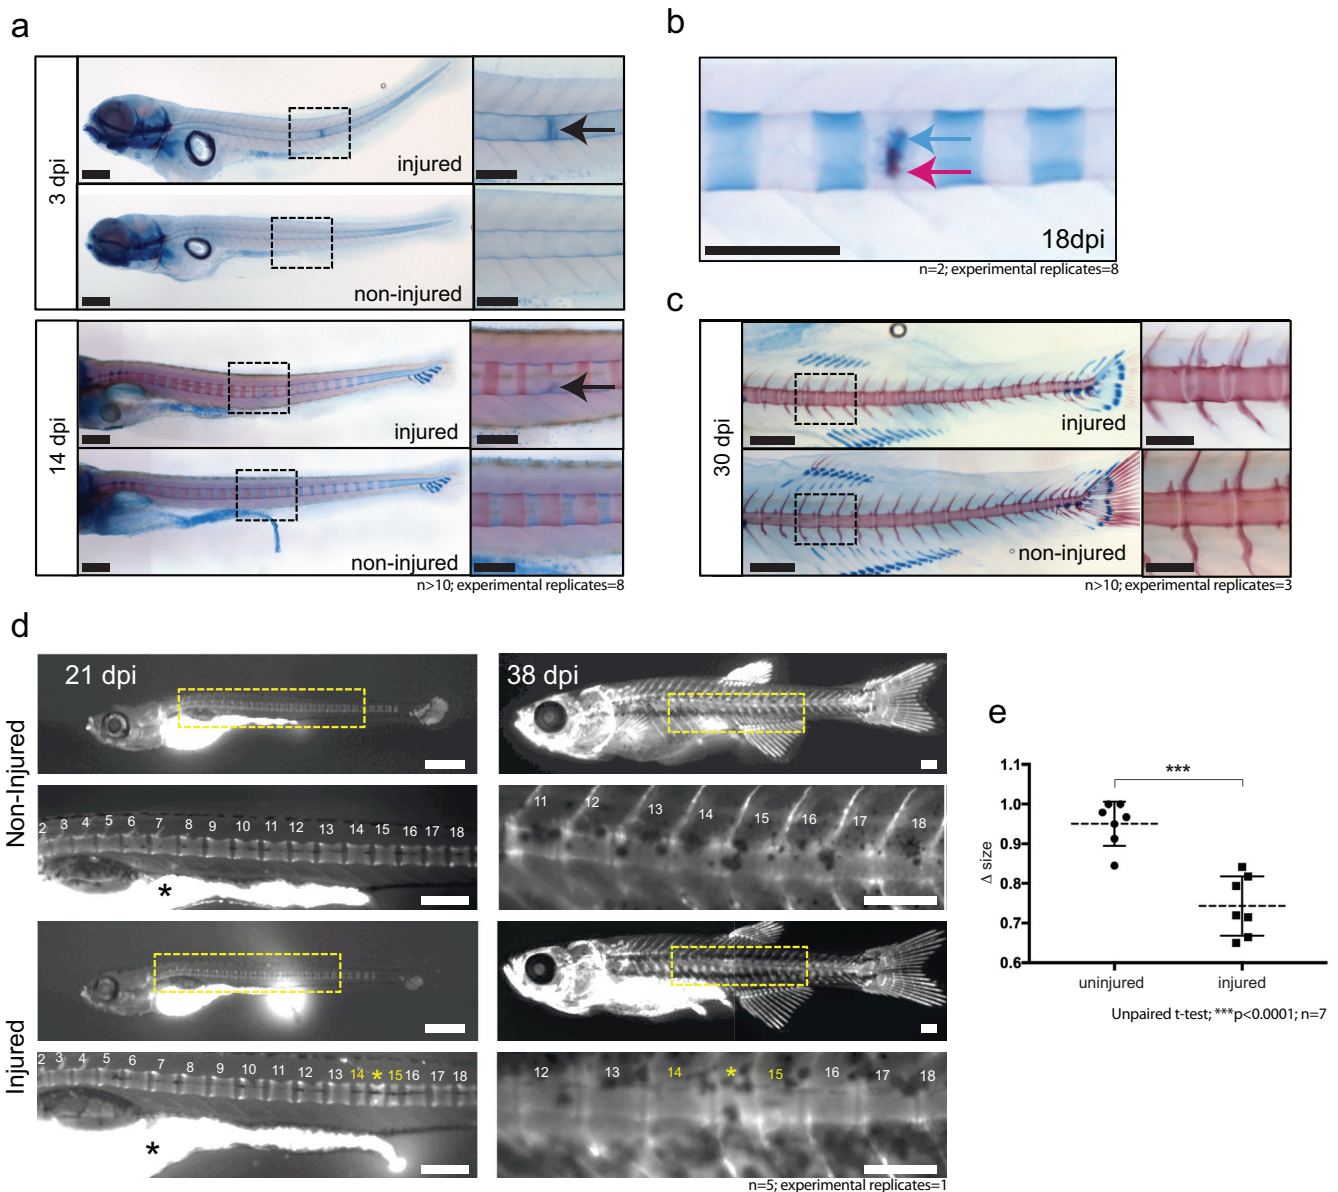 a
3 dpi
injured
non-injured
14 dpi
injured
non-injured
n>10; experimental replicates=8
b
18dpi
n=2; experimental replicates=8
c
30 dpi
injured
non-injured
n>10; experimental replicates=3
d
Non-Injured
21 dpi
38 dpi
2 3 4 5 6 7 8 9 10 11 12 13 14 15 16 17 18
*
11 12 13 14 15 16 17 18
Injured
2 3 4 5 6 7 8 9 10 11 12 13 14 * 15 16 17 18
*
12 13 14 * 15 16 17 18
n=5; experimental replicates=1
e
***
Δ size
1.1
1.0
0.9
0.8
0.7
0.6
uninjured injured
Unpaired t-test; ***p<0.0001; n=7